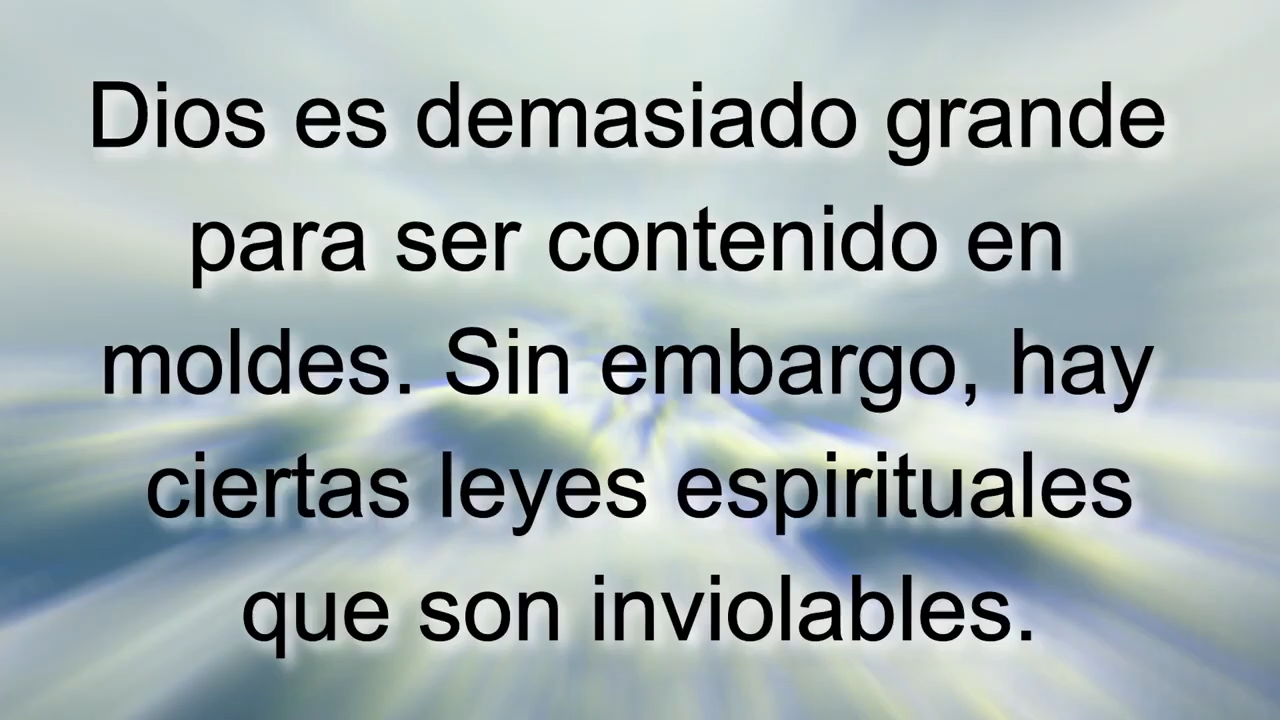 Dios es demasiado grande
para ser contenido en
moldes. Sin embargo, hay
ciertas leyes espirituales
que son inviolables.